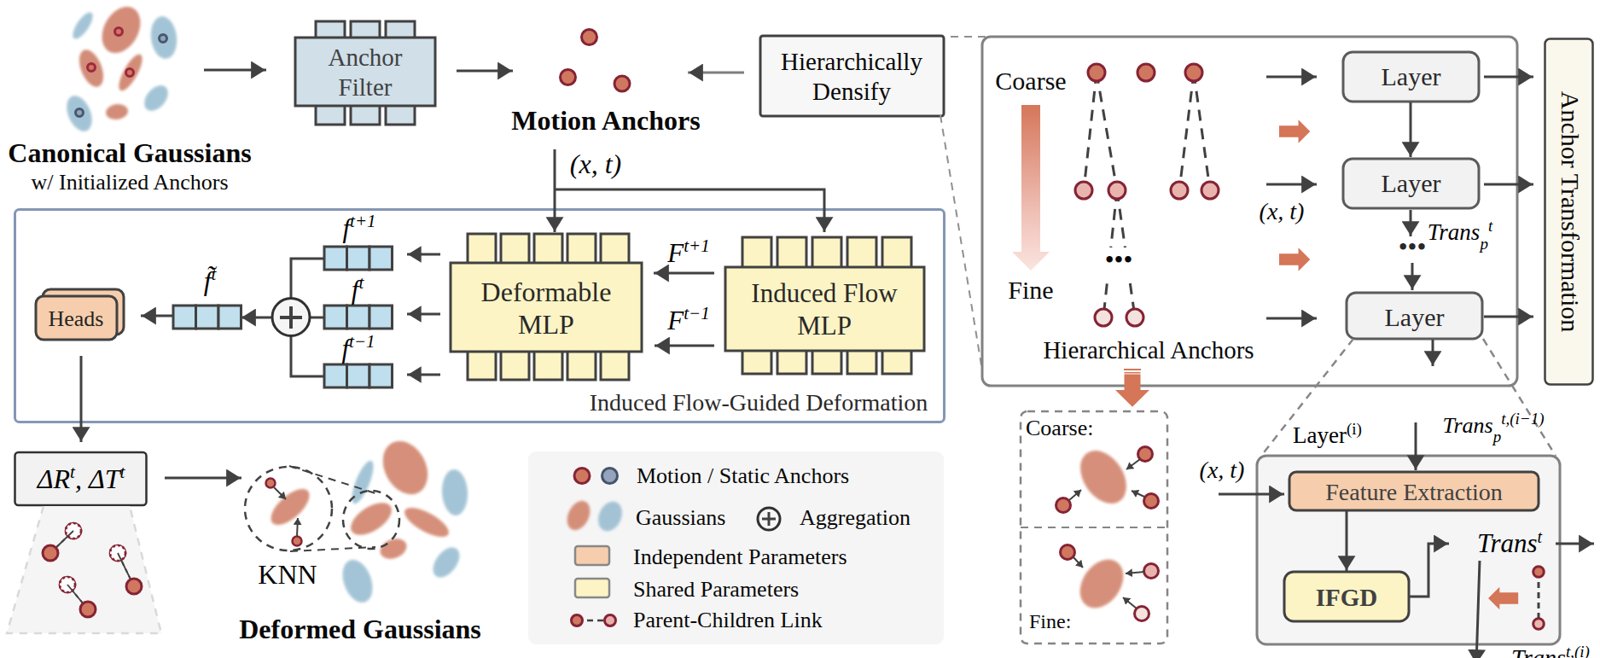 Canonical Gaussians
w/ Initialized Anchors
Anchor
Filter
Motion Anchors
Hierarchically
Densify
(x, t)
f^{t+1}
f̃^t
f^t
f^{t−1}
Heads
Deformable
MLP
F^{t+1}
F^{t−1}
Induced Flow
MLP
Induced Flow-Guided Deformation
ΔR^t, ΔT^t
KNN
Deformed Gaussians
Motion / Static Anchors
Gaussians
Aggregation
Independent Parameters
Shared Parameters
Parent-Children Link
Coarse
Fine
...
Hierarchical Anchors
(x, t)
Layer
Layer
Trans_p^t
...
Layer
Anchor Transformation
Coarse:
Fine:
Layer^{(i)}
Trans_p^{t,(i−1)}
(x, t)
Feature Extraction
IFGD
Trans^t
Trans^{t,(i)}